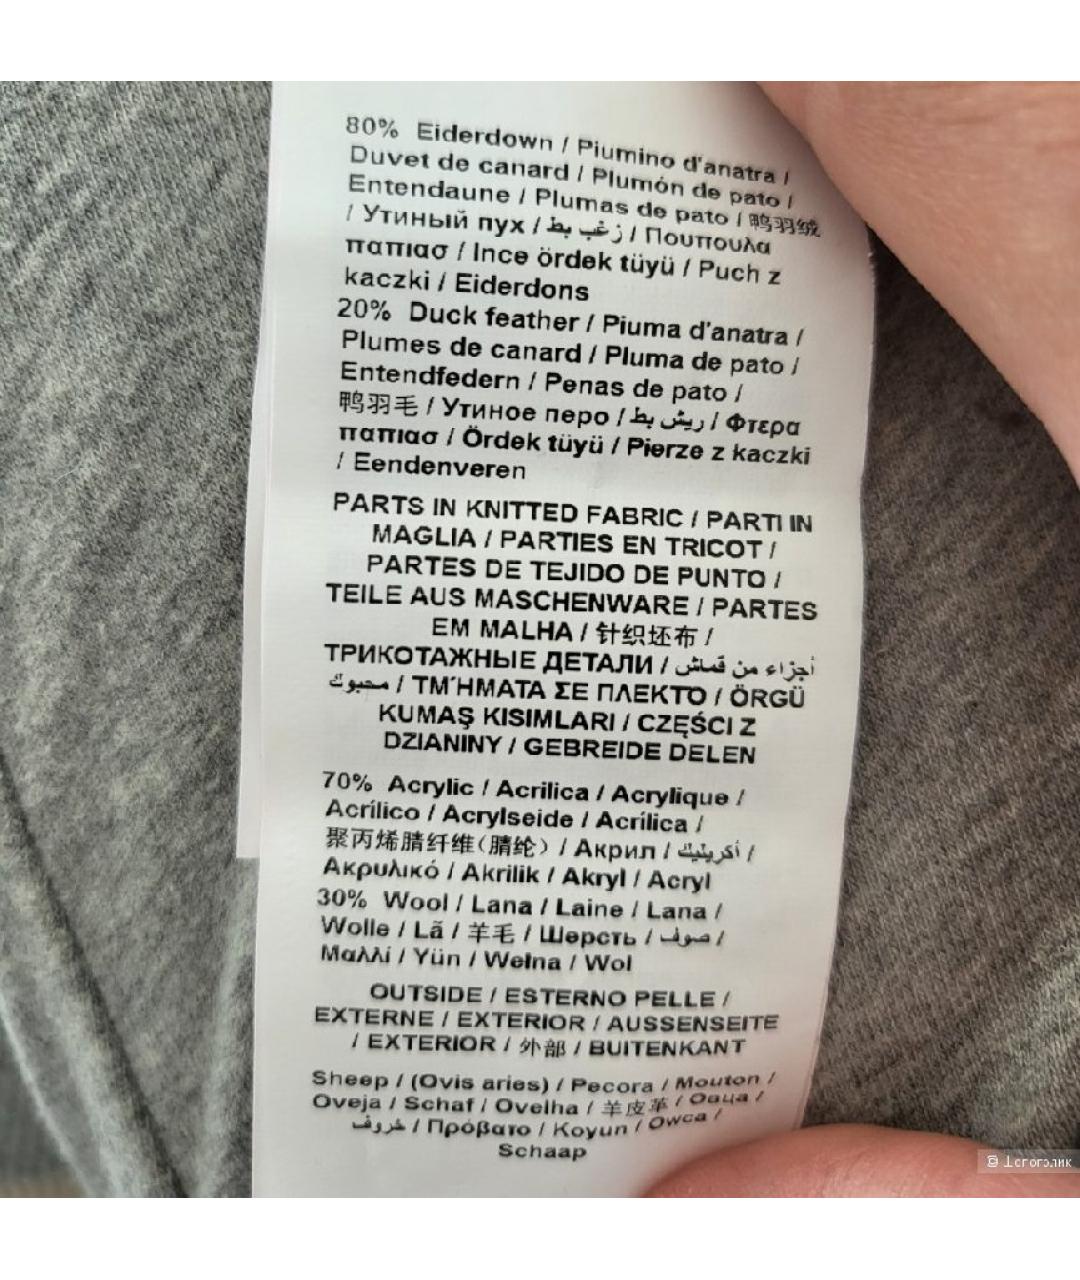 80% Eiderdown / Piumino d'anatra /
Duvet de canard / Plumón de pato /
Entendaune / Plumas de pato / 鸭羽绒
/ Утиный пух / زغب بط / Πουπουλα
παπιασ / Ince ördek tüyü / Puch z
kaczki / Eiderdons
20% Duck feather / Piuma d'anatra /
Plumes de canard / Pluma de pato /
Entendfedern / Penas de pato /
鸭羽毛 / Утиное перо / ريش بط / Φτερα
παπιασ / Ördek tüyü / Pierze z kaczki
/ Eendenveren
PARTS IN KNITTED FABRIC / PARTI IN
MAGLIA / PARTIES EN TRICOT /
PARTES DE TEJIDO DE PUNTO /
TEILE AUS MASCHENWARE / PARTES
EM MALHA / 针织坯布 /
ТРИКОТАЖНЫЕ ДЕТАЛИ / أجزاء من قماش
محبوك / ΤΜΉΜΑΤΑ ΣΕ ΠΛΕΚΤΟ / ÖRGÜ
KUMAŞ KISIMLARI / CZĘŚCI Z
DZIANINY / GEBREIDE DELEN
70% Acrylic / Acrilica / Acrylique /
Acrílico / Acrylseide / Acrílica /
聚丙烯腈纤维(腈纶) / Акрил / أكريليك /
Ακρυλικό / Akrilik / Akryl / Acryl
30% Wool / Lana / Laine / Lana /
Wolle / Lã / 羊毛 / Шерсть / صوف /
Μαλλί / Yün / Wełna / Wol
OUTSIDE / ESTERNO PELLE /
EXTERNE / EXTERIOR / AUSSENSEITE
/ EXTERIOR / 外部 / BUITENKANT
Sheep / (Ovis aries) / Pecora / Mouton /
Oveja / Schaf / Ovelha / 羊皮革 / Овца /
خروف / Πρόβατο / Koyun / Owca /
Schaap